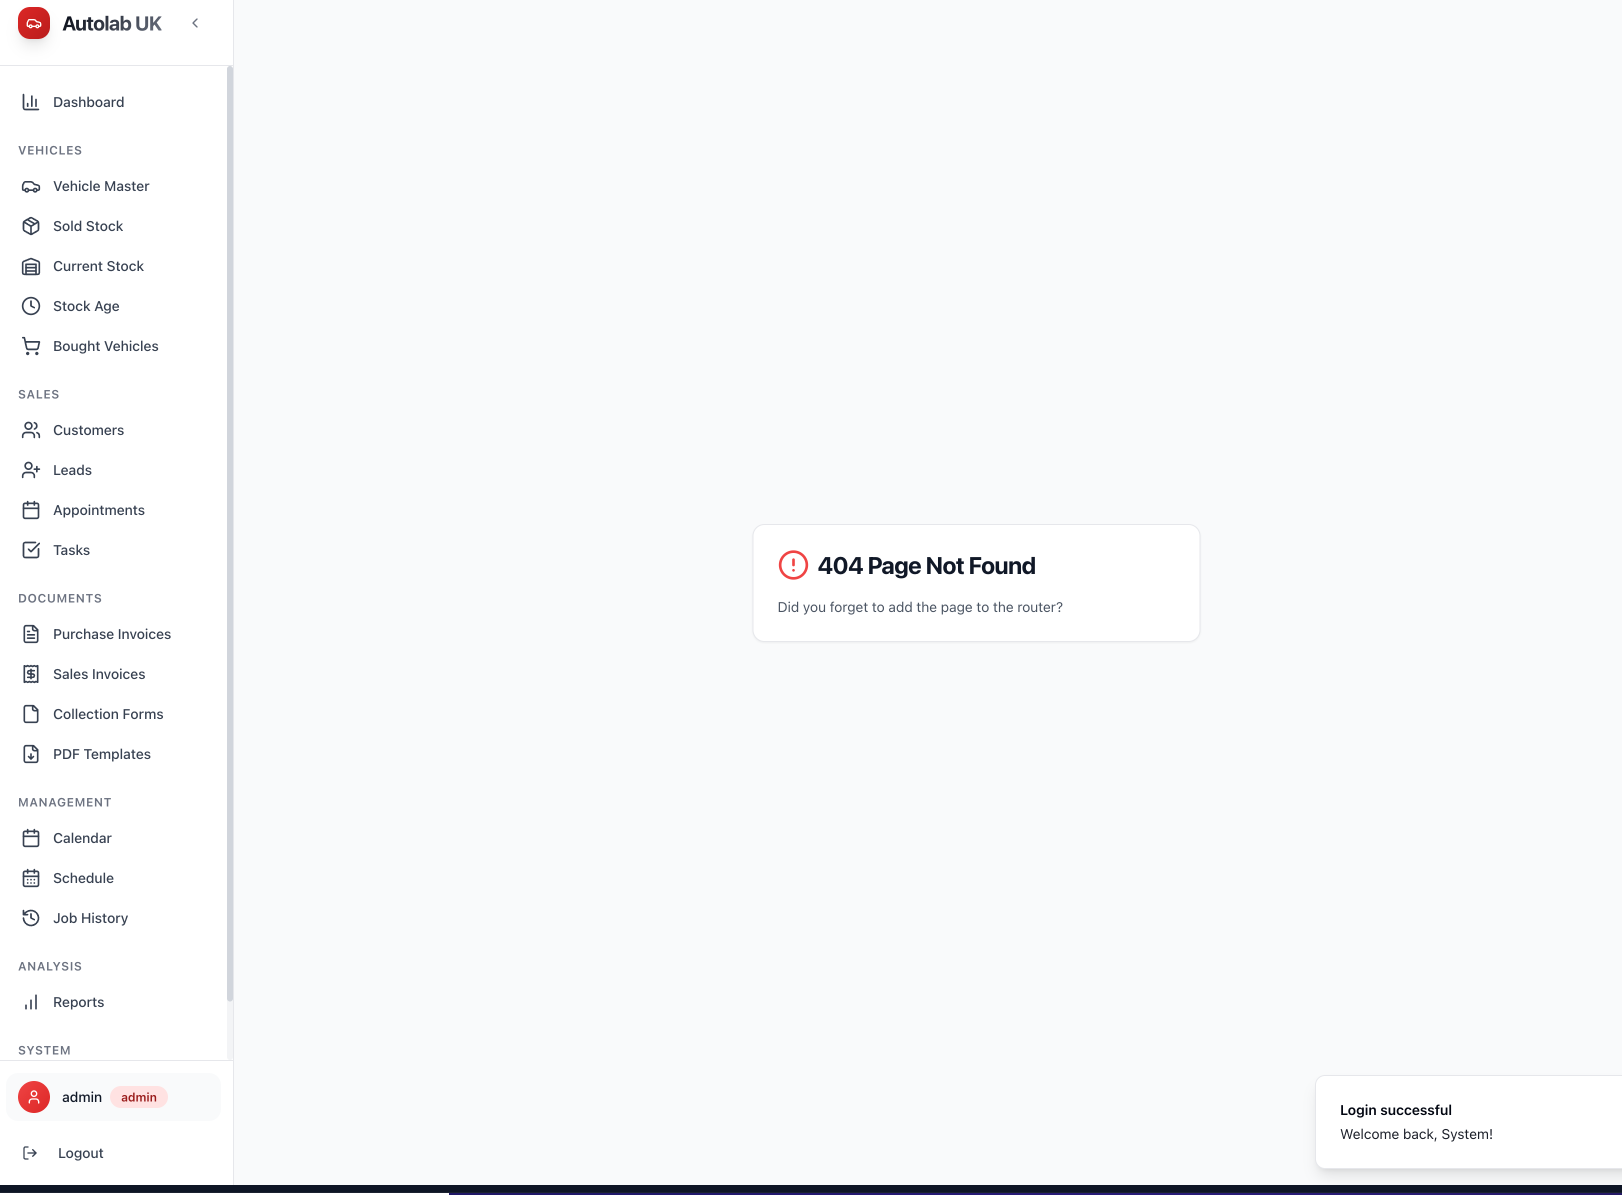 Autolab UK
Dashboard
VEHICLES
Vehicle Master
Sold Stock
Current Stock
Stock Age
Bought Vehicles
SALES
Customers
Leads
Appointments
Tasks
DOCUMENTS
Purchase Invoices
Sales Invoices
Collection Forms
PDF Templates
MANAGEMENT
Calendar
Schedule
Job History
ANALYSIS
Reports
SYSTEM
admin admin
Logout
404 Page Not Found
Did you forget to add the page to the router?
Login successful
Welcome back, System!